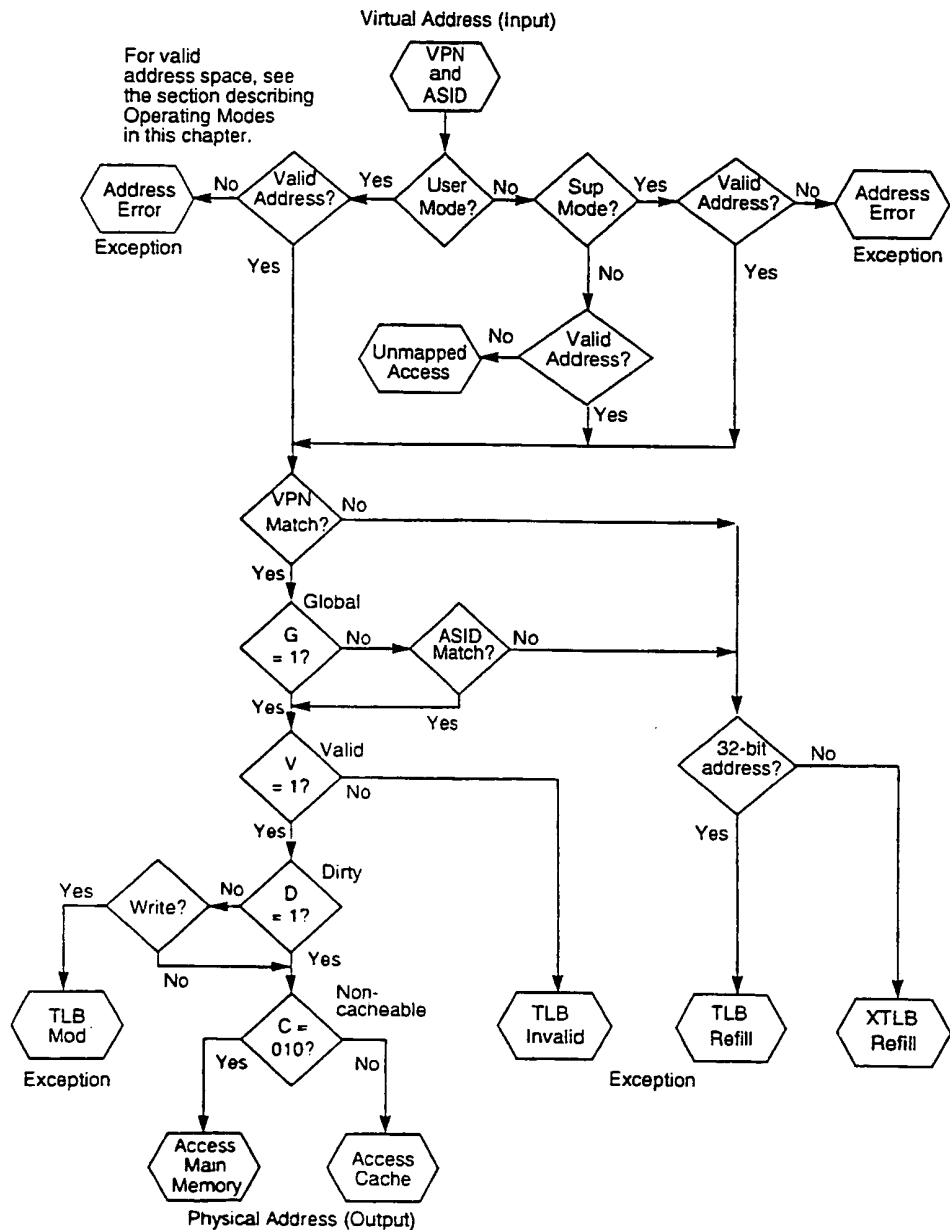 Virtual Address (Input)
For valid
address space, see
the section describing
Operating Modes
in this chapter.
VPN
and
ASID
Address
Error
Exception
No
Valid
Address?
Yes
Yes
User
Mode?
No
Sup
Mode?
Yes
No
Valid
Address?
No
Yes
Address
Error
Exception
Unmapped
Access
No
Valid
Address?
Yes
VPN
Match?
No
Yes
Global
G
= 1?
No
ASID
Match?
No
Yes
Yes
Valid
V
= 1?
No
Yes
32-bit
address?
No
Yes
Dirty
D
= 1?
No
Write?
Yes
No
Yes
TLB
Mod
Exception
Non-
cacheable
C =
010?
Yes
No
TLB
Invalid
TLB
Refill
XTLB
Refill
Exception
Access
Main
Memory
Access
Cache
Physical Address (Output)